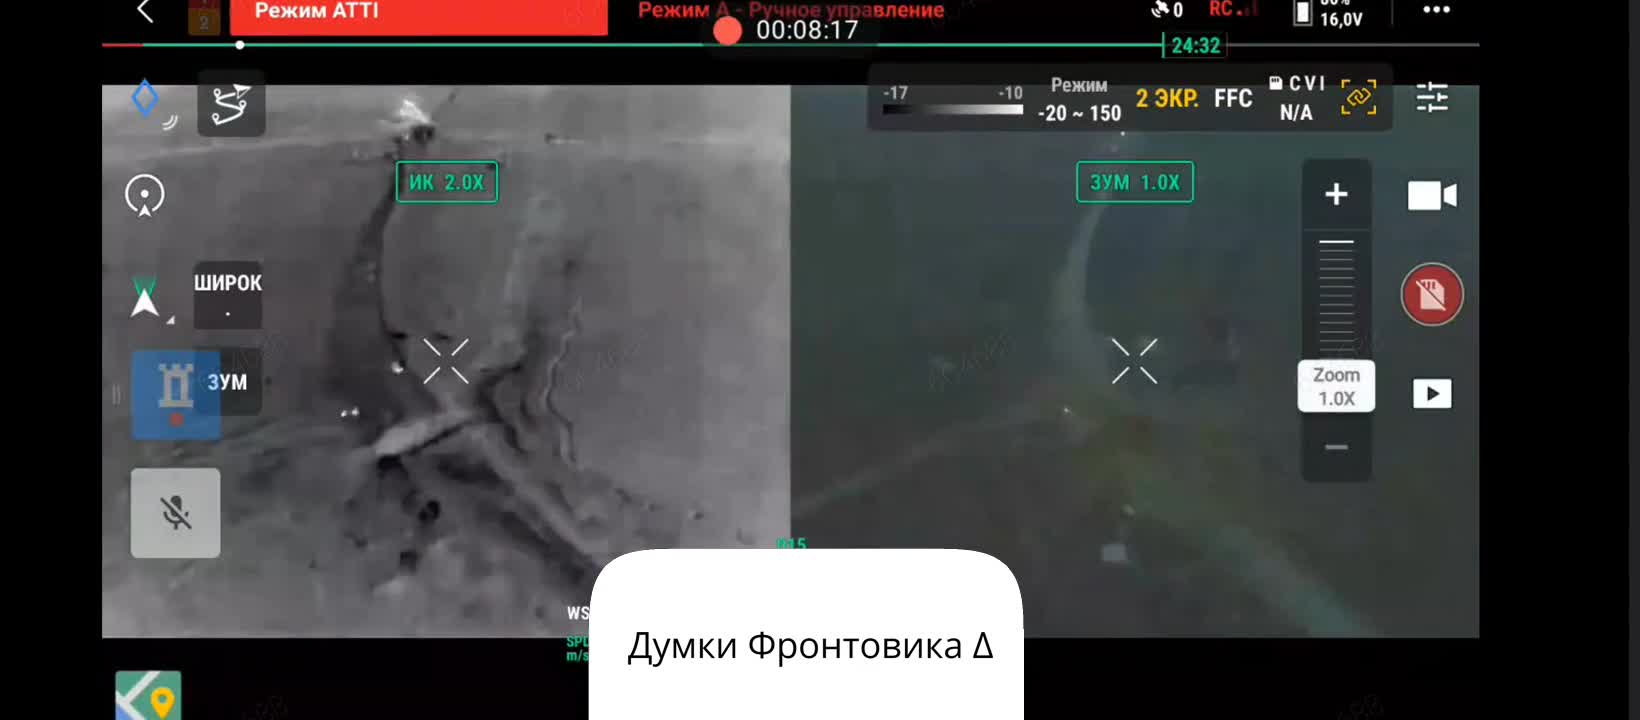 Режим ATTI
Режим A - Ручное управление
0
RC
16,0V
00:08:17
24:32
-17
-10
Режим
-20 ~ 150
2 ЭКР.
FFC
CVI
N/A
ИК 2.0X
ЗУМ 1.0X
ШИРОК
ЗУМ
Zoom
1.0X
WS
SPD
m/s
Думки Фронтовика Δ